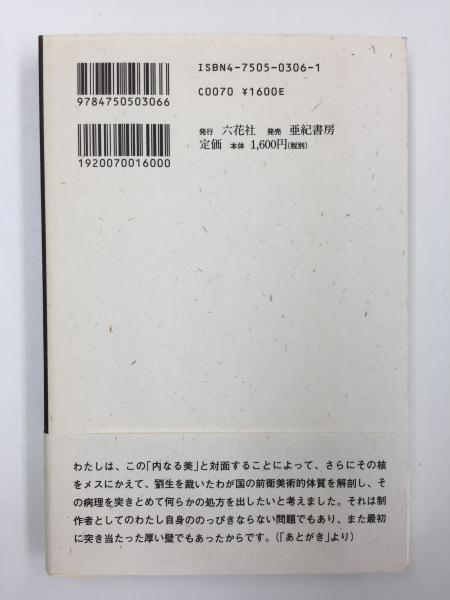 ISBN4-7505-0306-1
9784750503066
C0070 ¥1600E
発行 六花社 発売 亜紀書房
定価 本体 1,600円(税別)
1920070016000
わたしは、この「内なる美」と対面することによって、さらにその核
をメスにかえて、劉生を裁いたわが国の前衛美術的体質を解剖し、そ
の病理を突きとめて何らかの処方を出したいと考えました。それは制
作者としてのわたし自身ののっぴきならない問題でもあり、また最初
に突き当たった厚い壁でもあったからです。(「あとがき」より)